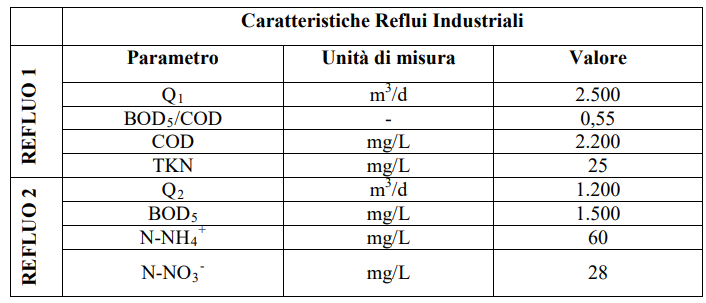 Caratteristiche Reflui Industriali
REFLUO 1
Parametro Unità di misura Valore
Q₁ m³/d 2.500
BOD₅/COD - 0,55
COD mg/L 2.200
TKN mg/L 25
REFLUO 2
Q₂ m³/d 1.200
BOD₅ mg/L 1.500
N-NH₄⁺ mg/L 60
N-NO₃⁻ mg/L 28